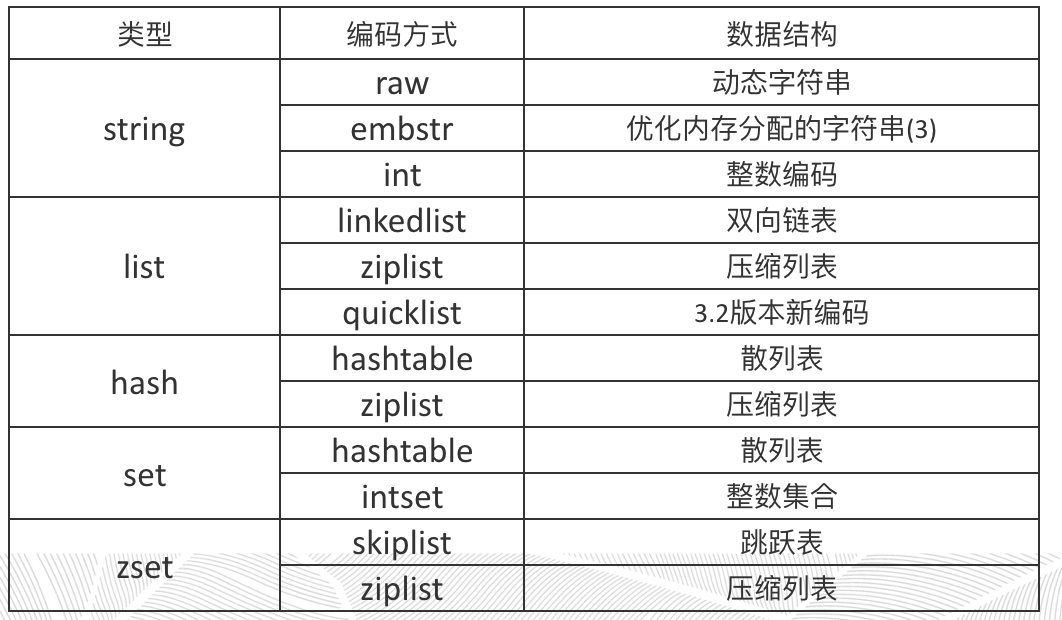 类型 编码方式 数据结构
string raw 动态字符串
embstr 优化内存分配的字符串(3)
int 整数编码
list linkedlist 双向链表
ziplist 压缩列表
quicklist 3.2版本新编码
hash hashtable 散列表
ziplist 压缩列表
set hashtable 散列表
intset 整数集合
zset skiplist 跳跃表
ziplist 压缩列表